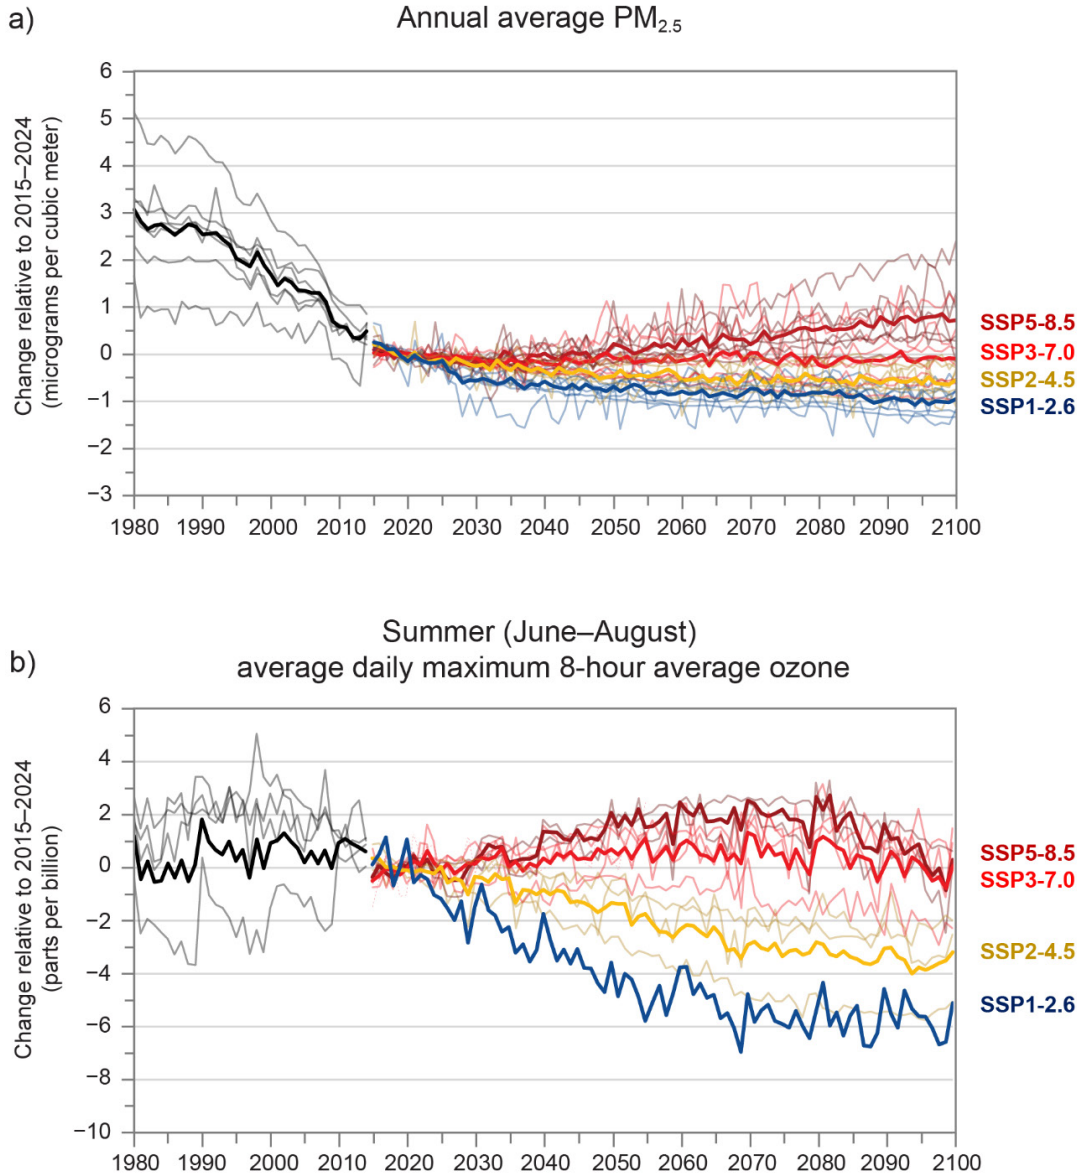 a)
Annual average PM2.5
Change relative to 2015–2024
(micrograms per cubic meter)
6
5
4
3
2
1
0
−1
−2
−3
1980 1990 2000 2010 2020 2030 2040 2050 2060 2070 2080 2090 2100
SSP5-8.5
SSP3-7.0
SSP2-4.5
SSP1-2.6
b)
Summer (June–August)
average daily maximum 8-hour average ozone
Change relative to 2015–2024
(parts per billion)
6
4
2
0
−2
−4
−6
−8
−10
1980 1990 2000 2010 2020 2030 2040 2050 2060 2070 2080 2090 2100
SSP5-8.5
SSP3-7.0
SSP2-4.5
SSP1-2.6